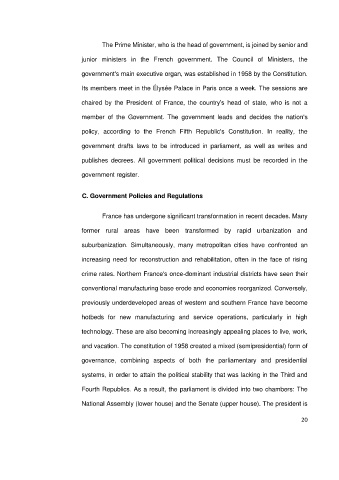 The Prime Minister, who is the head of government, is joined by senior and
junior ministers in the French government. The Council of Ministers, the
government's main executive organ, was established in 1958 by the Constitution.
Its members meet in the Élysée Palace in Paris once a week. The sessions are
chaired by the President of France, the country's head of state, who is not a
member of the Government. The government leads and decides the nation's
policy, according to the French Fifth Republic's Constitution. In reality, the
government drafts laws to be introduced in parliament, as well as writes and
publishes decrees. All government political decisions must be recorded in the
government register.
C. Government Policies and Regulations
France has undergone significant transformation in recent decades. Many
former rural areas have been transformed by rapid urbanization and
suburbanization. Simultaneously, many metropolitan cities have confronted an
increasing need for reconstruction and rehabilitation, often in the face of rising
crime rates. Northern France's once-dominant industrial districts have seen their
conventional manufacturing base erode and economies reorganized. Conversely,
previously underdeveloped areas of western and southern France have become
hotbeds for new manufacturing and service operations, particularly in high
technology. These are also becoming increasingly appealing places to live, work,
and vacation. The constitution of 1958 created a mixed (semipresidential) form of
governance, combining aspects of both the parliamentary and presidential
systems, in order to attain the political stability that was lacking in the Third and
Fourth Republics. As a result, the parliament is divided into two chambers: The
National Assembly (lower house) and the Senate (upper house). The president is
20